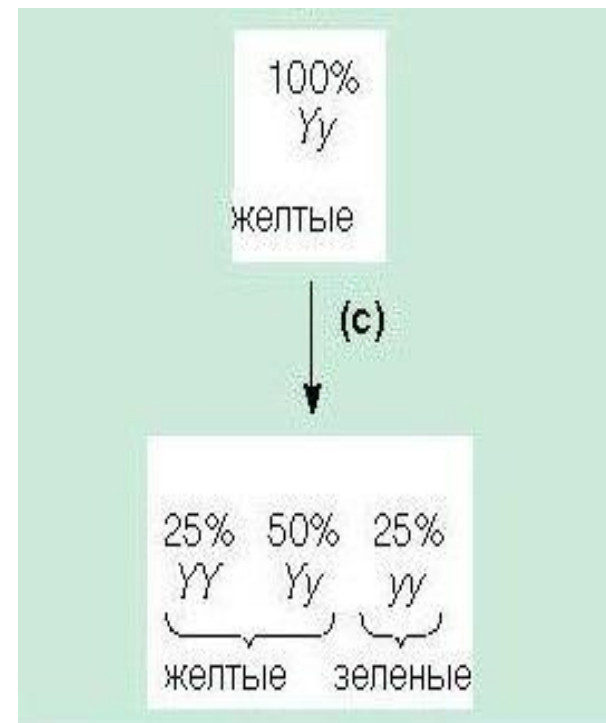 100%
Yy
желтые
(c)
25% 50% 25%
YY Yy yy
желтые зеленые